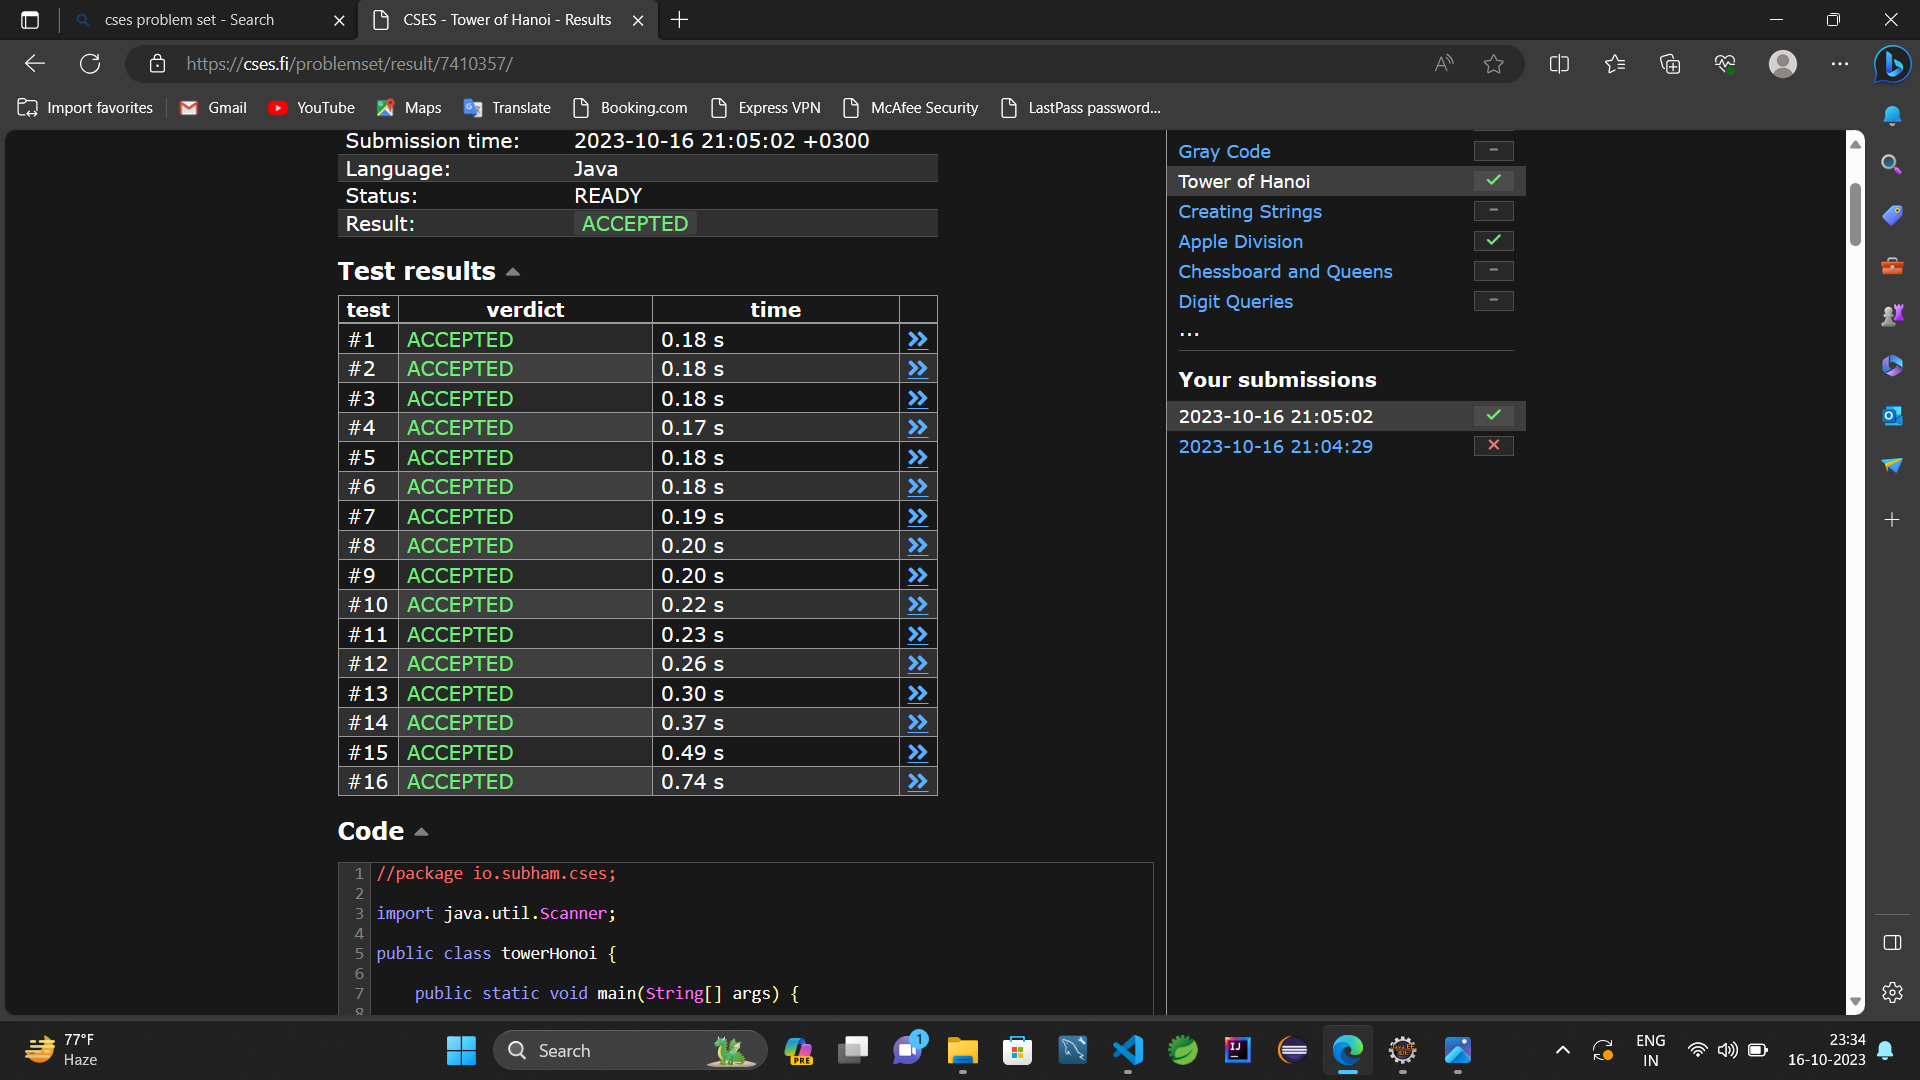 cses problem set - Search
CSES - Tower of Hanoi - Results
https://cses.fi/problemset/result/7410357/
Import favorites
Gmail
YouTube
Maps
Translate
Booking.com
Express VPN
McAfee Security
LastPass password...
Submission time: 2023-10-16 21:05:02 +0300
Language: Java
Status: READY
Result: ACCEPTED
Test results
test verdict time
#1 ACCEPTED 0.18 s »
#2 ACCEPTED 0.18 s »
#3 ACCEPTED 0.18 s »
#4 ACCEPTED 0.17 s »
#5 ACCEPTED 0.18 s »
#6 ACCEPTED 0.18 s »
#7 ACCEPTED 0.19 s »
#8 ACCEPTED 0.20 s »
#9 ACCEPTED 0.20 s »
#10 ACCEPTED 0.22 s »
#11 ACCEPTED 0.23 s »
#12 ACCEPTED 0.26 s »
#13 ACCEPTED 0.30 s »
#14 ACCEPTED 0.37 s »
#15 ACCEPTED 0.49 s »
#16 ACCEPTED 0.74 s »
Code
1 //package io.subham.cses;
2
3 import java.util.Scanner;
4
5 public class towerHonoi {
6
7 public static void main(String[] args) {
8
Gray Code –
Tower of Hanoi ✓
Creating Strings –
Apple Division ✓
Chessboard and Queens –
Digit Queries –
...
Your submissions
2023-10-16 21:05:02 ✓
2023-10-16 21:04:29 ✕
77°F
Haze
Search
PRE
1
IJ
ENG
IN
23:34
16-10-2023